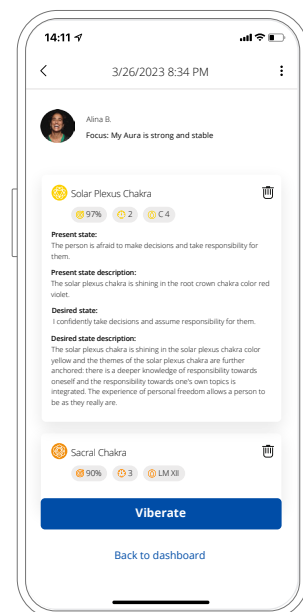 14:11
3/26/2023 8:34 PM
Alina B.
Focus: My Aura is strong and stable
Solar Plexus Chakra
97% 2 C 4
Present state:
The person is afraid to make decisions and take responsibility for
them.
Present state description:
The solar plexus chakra is shining in the root crown chakra color red
violet.
Desired state:
I confidently take decisions and assume responsibility for them.
Desired state description:
The solar plexus chakra is shining in the solar plexus chakra color
yellow and the themes of the solar plexus chakra are further
anchored: there is a deeper knowledge of responsibility towards
oneself and the responsibility towards one's own topics is
integrated. The experience of personal freedom allows a person to
be as they really are.
Sacral Chakra
90% 3 LM XII
Viberate
Back to dashboard